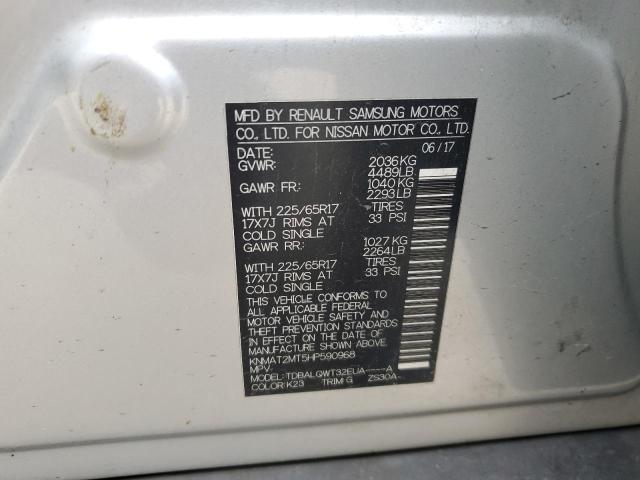 MFD BY RENAULT SAMSUNG MOTORS
CO., LTD. FOR NISSAN MOTOR CO., LTD.
DATE: 06/17
GVWR: 2036KG
4489LB
GAWR FR: 1040KG
2293LB
WITH 225/65R17 TIRES
17X7J RIMS AT 33 PSI
COLD SINGLE
GAWR RR: 1027KG
2264LB
WITH 225/65R17 TIRES
17X7J RIMS AT 33 PSI
COLD SINGLE
THIS VEHICLE CONFORMS TO
ALL APPLICABLE FEDERAL
MOTOR VEHICLE SAFETY AND
THEFT PREVENTION STANDARDS
IN EFFECT ON THE DATE OF
MANUFACTURE SHOWN ABOVE.
KNMAT2MT5HP590968
MPV
MODEL: TDBALQWT32EUA-----A
COLOR: K23 TRIM: G ZS30A-